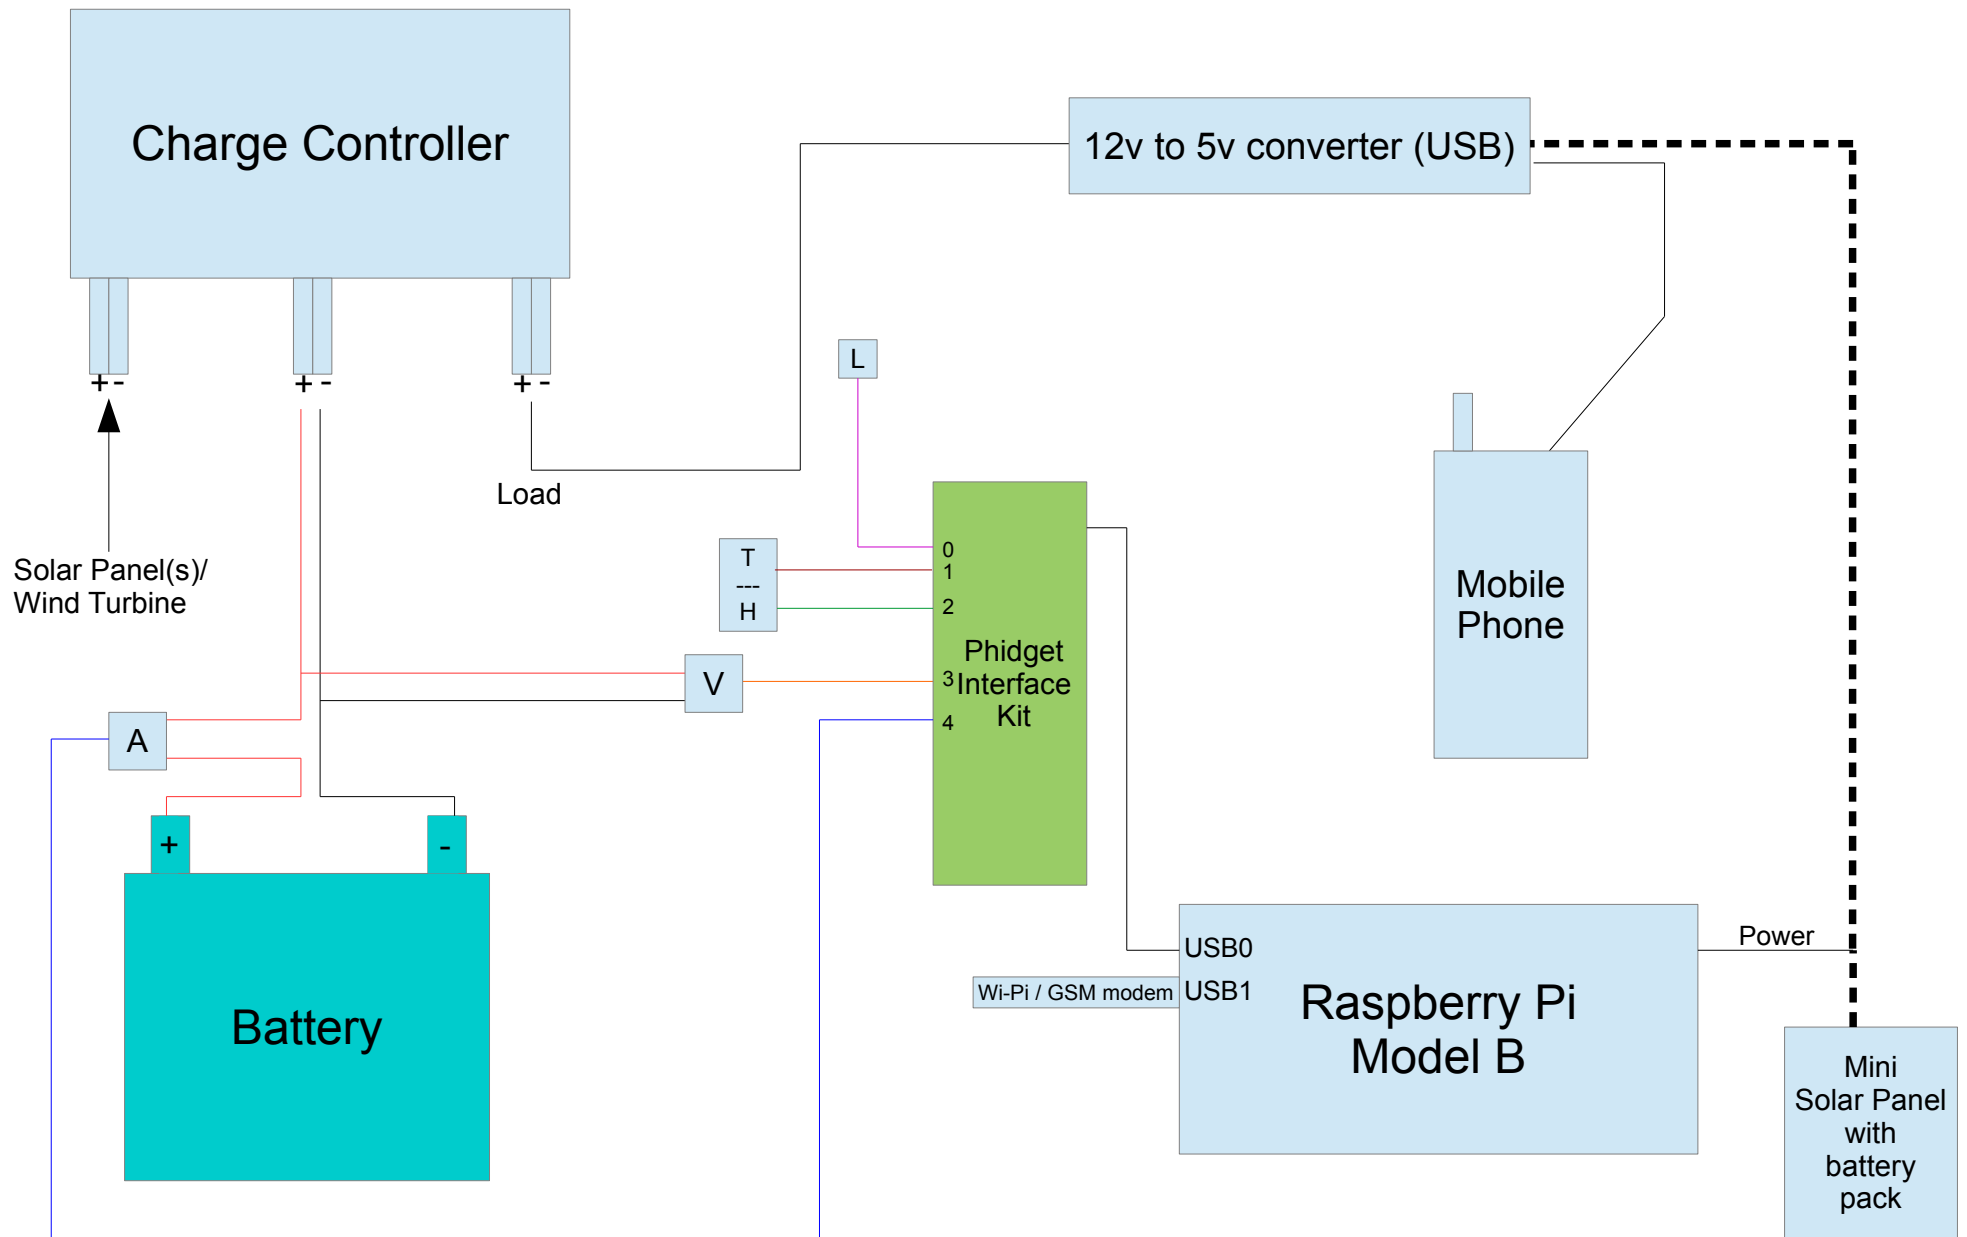 Charge Controller
12v to 5v converter (USB)
+-
+-
+-
L
Load
Solar Panel(s)/
Wind Turbine
T
---
H
0
1
2
3
4
Phidget
Interface
Kit
Mobile
Phone
V
A
+
-
Battery
Power
USB0
USB1
Wi-Pi / GSM modem
Raspberry Pi
Model B
Mini
Solar Panel
with
battery
pack